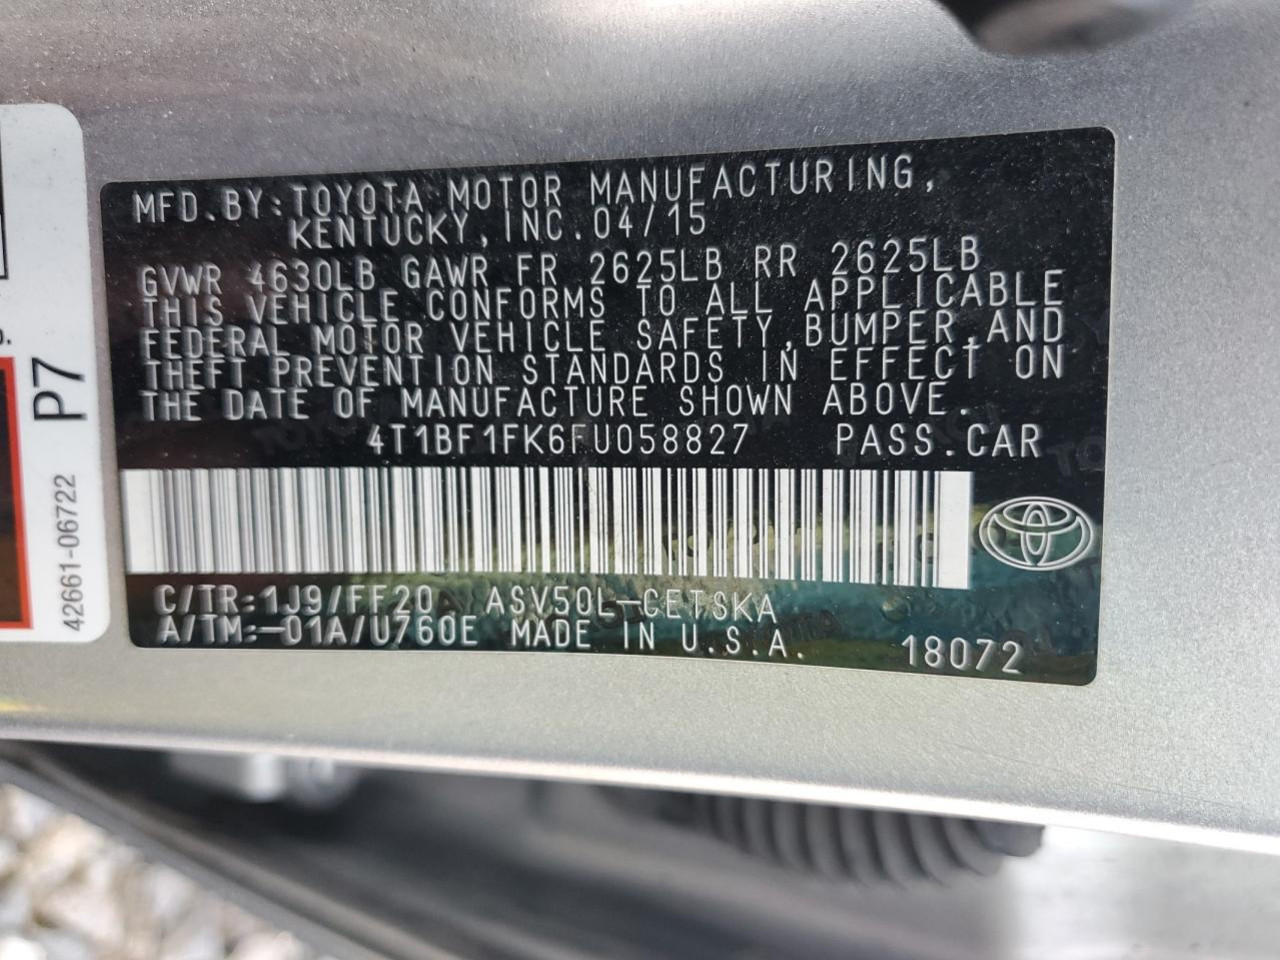 MFD.BY:TOYOTA MOTOR MANUFACTURING,
KENTUCKY,INC.04/15
GVWR 4630LB GAWR FR 2625LB RR 2625LB
THIS VEHICLE CONFORMS TO ALL APPLICABLE
FEDERAL MOTOR VEHICLE SAFETY,BUMPER,AND
THEFT PREVENTION STANDARDS IN EFFECT ON
THE DATE OF MANUFACTURE SHOWN ABOVE.
4T1BF1FK6FU058827 PASS.CAR
C/TR:1J9/FF20 ASV50L-CETSKA
A/TM:-01A/U760E MADE IN U.S.A.
18072
P7
42661-06722